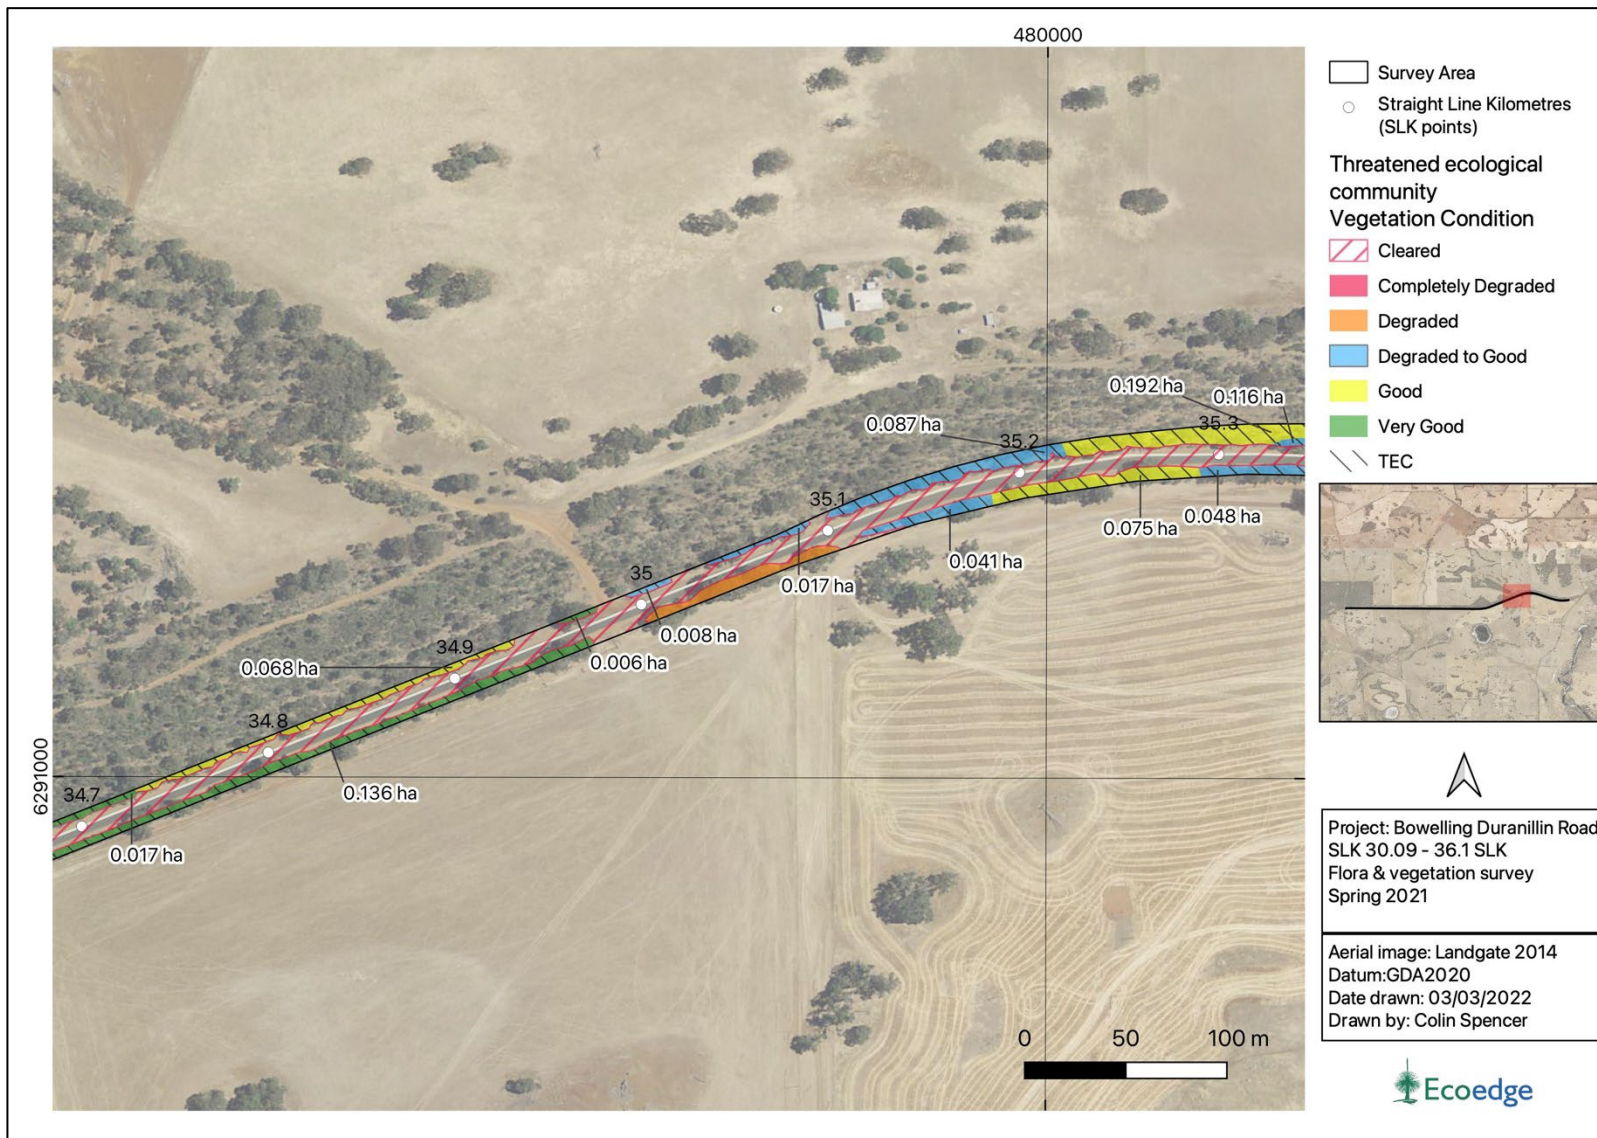 480000
Survey Area
Straight Line Kilometres
(SLK points)
Threatened ecological
community
Vegetation Condition
Cleared
Completely Degraded
Degraded
Degraded to Good
Good
Very Good
TEC
0.192 ha
0.116 ha
0.087 ha
35.2
35.3
35.1
0.075 ha
0.048 ha
0.041 ha
0.017 ha
35
0.008 ha
0.006 ha
34.9
0.068 ha
34.8
0.136 ha
34.7
0.017 ha
6291000
0
50
100 m
Project: Bowelling Duranillin Road
SLK 30.09 - 36.1 SLK
Flora & vegetation survey
Spring 2021
Aerial image: Landgate 2014
Datum:GDA2020
Date drawn: 03/03/2022
Drawn by: Colin Spencer
Ecoedge